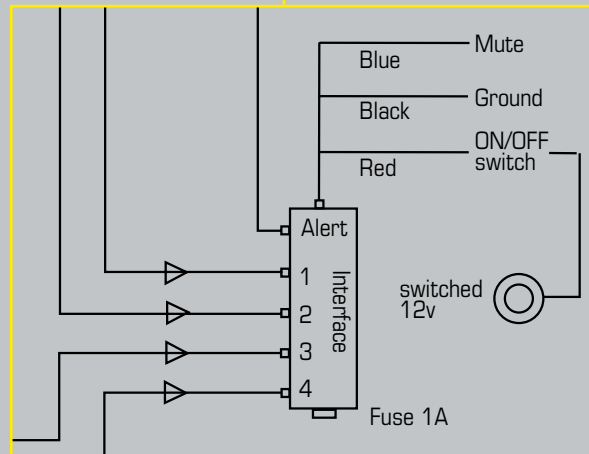 Blue
Mute
Black
Ground
Red
ON/OFF
switch
Alert
1
2
3
4
Interface
switched
12v
Fuse 1A